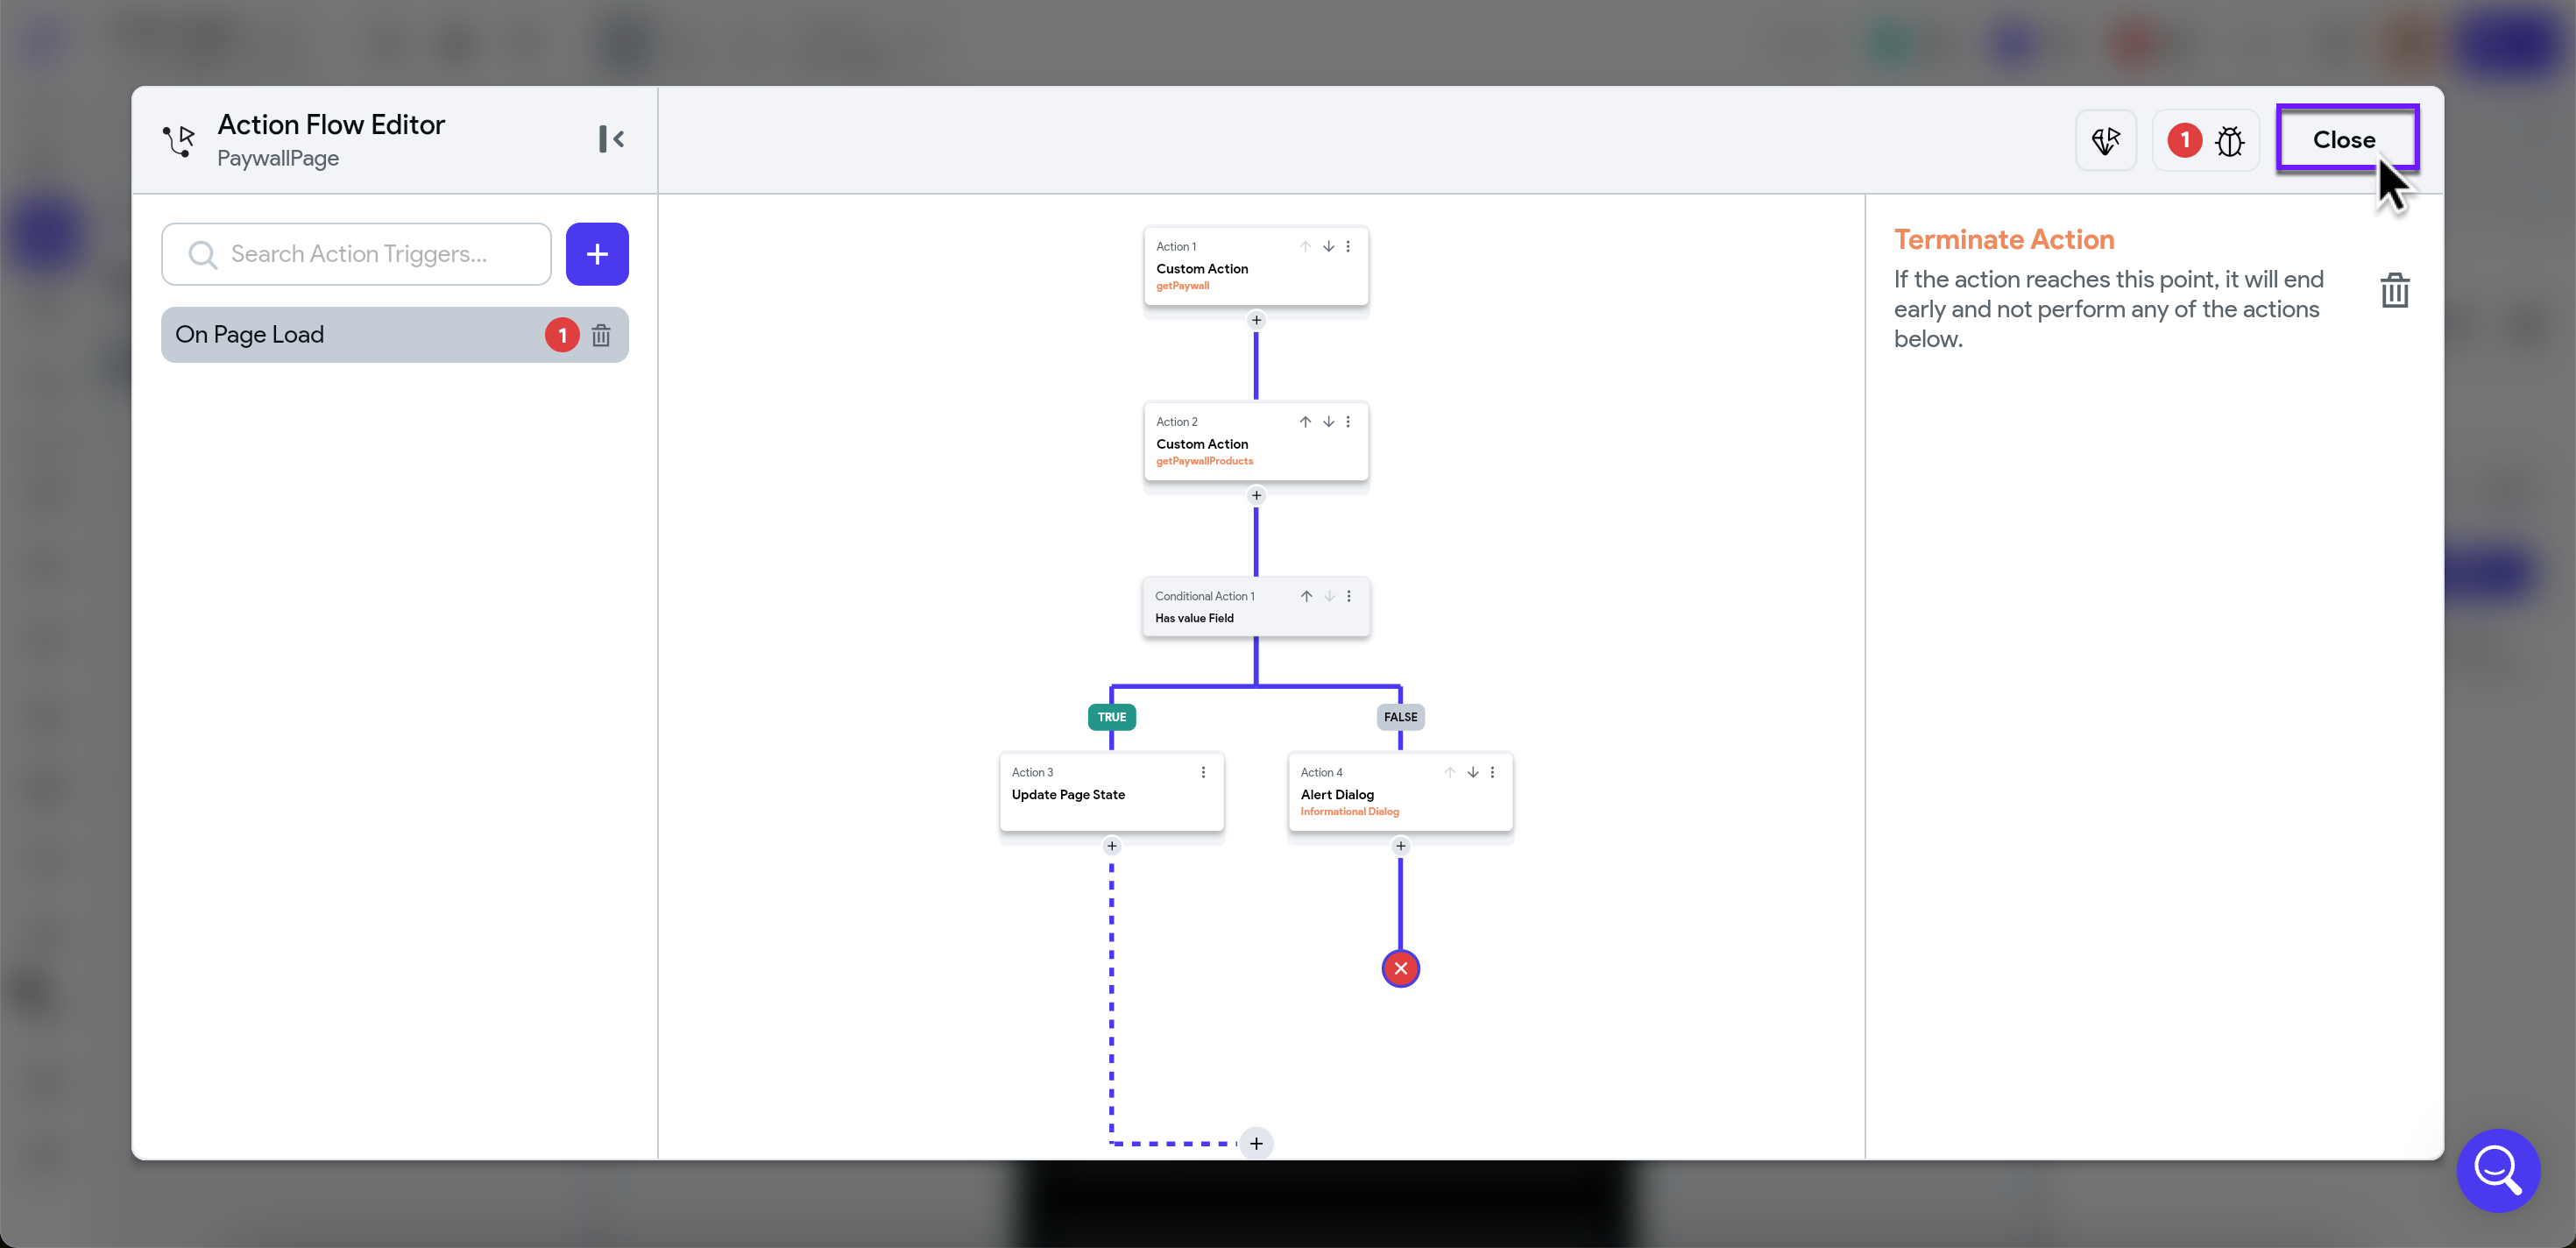 Action Flow Editor
PaywallPage
1
Close
Search Action Triggers...
On Page Load
1
Action 1
Custom Action
getPaywall
Action 2
Custom Action
getPaywallProducts
Conditional Action 1
Has value Field
TRUE
FALSE
Action 3
Update Page State
Action 4
Alert Dialog
Informational Dialog
Terminate Action
If the action reaches this point, it will end
early and not perform any of the actions
below.